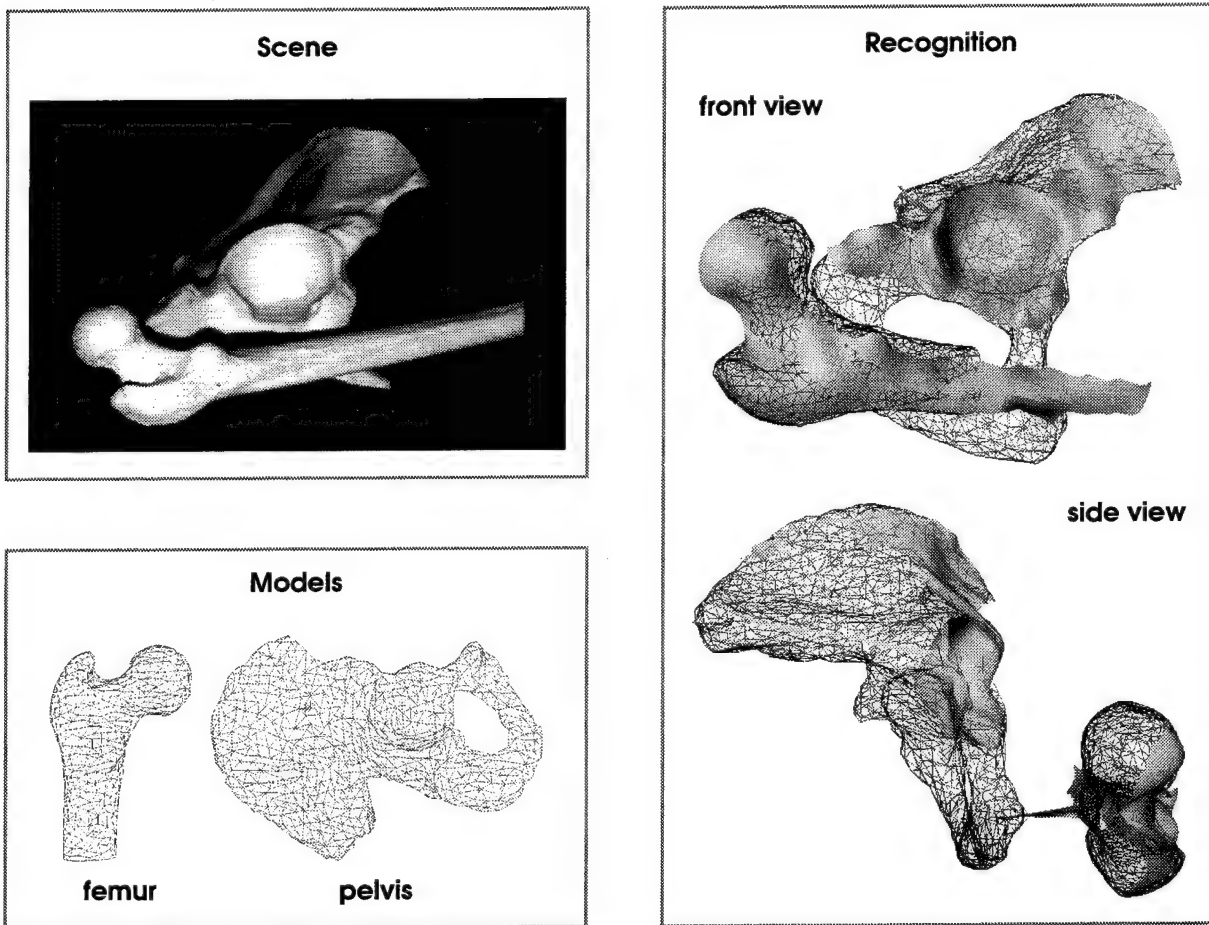 Scene
Recognition
front view
side view
Models
femur
pelvis